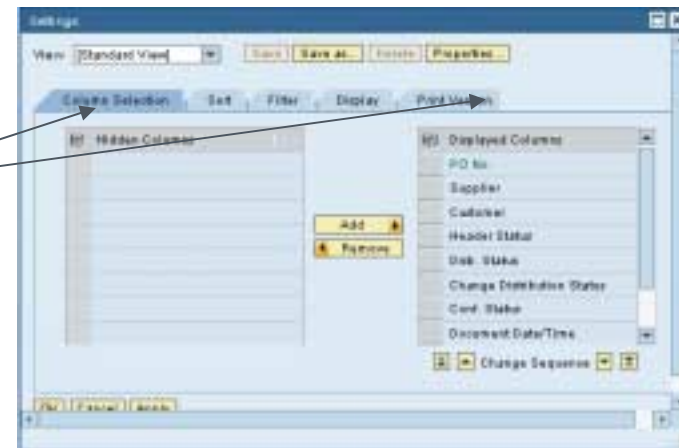 Settings
View [Standard View] Save Save as... Delete Properties...
Column Selection Sort Filter Display Print Version
Hidden Columns
Displayed Columns
PO No.
Supplier
Customer
Header Status
Distr. Status
Change Distribution Status
Conf. Status
Document Date/Time
Add
Remove
Change Sequence
OK Cancel Apply